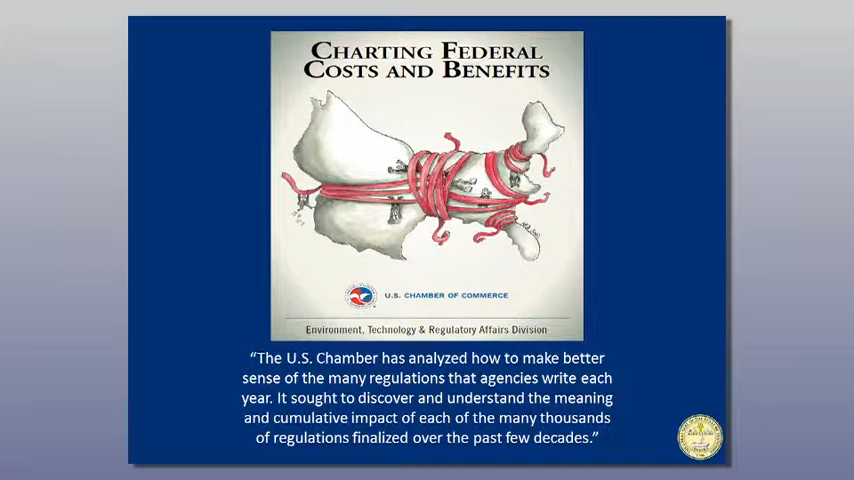 CHARTING FEDERAL
COSTS AND BENEFITS
U.S. CHAMBER OF COMMERCE
Environment, Technology & Regulatory Affairs Division
“The U.S. Chamber has analyzed how to make better
sense of the many regulations that agencies write each
year. It sought to discover and understand the meaning
and cumulative impact of each of the many thousands
of regulations finalized over the past few decades.”